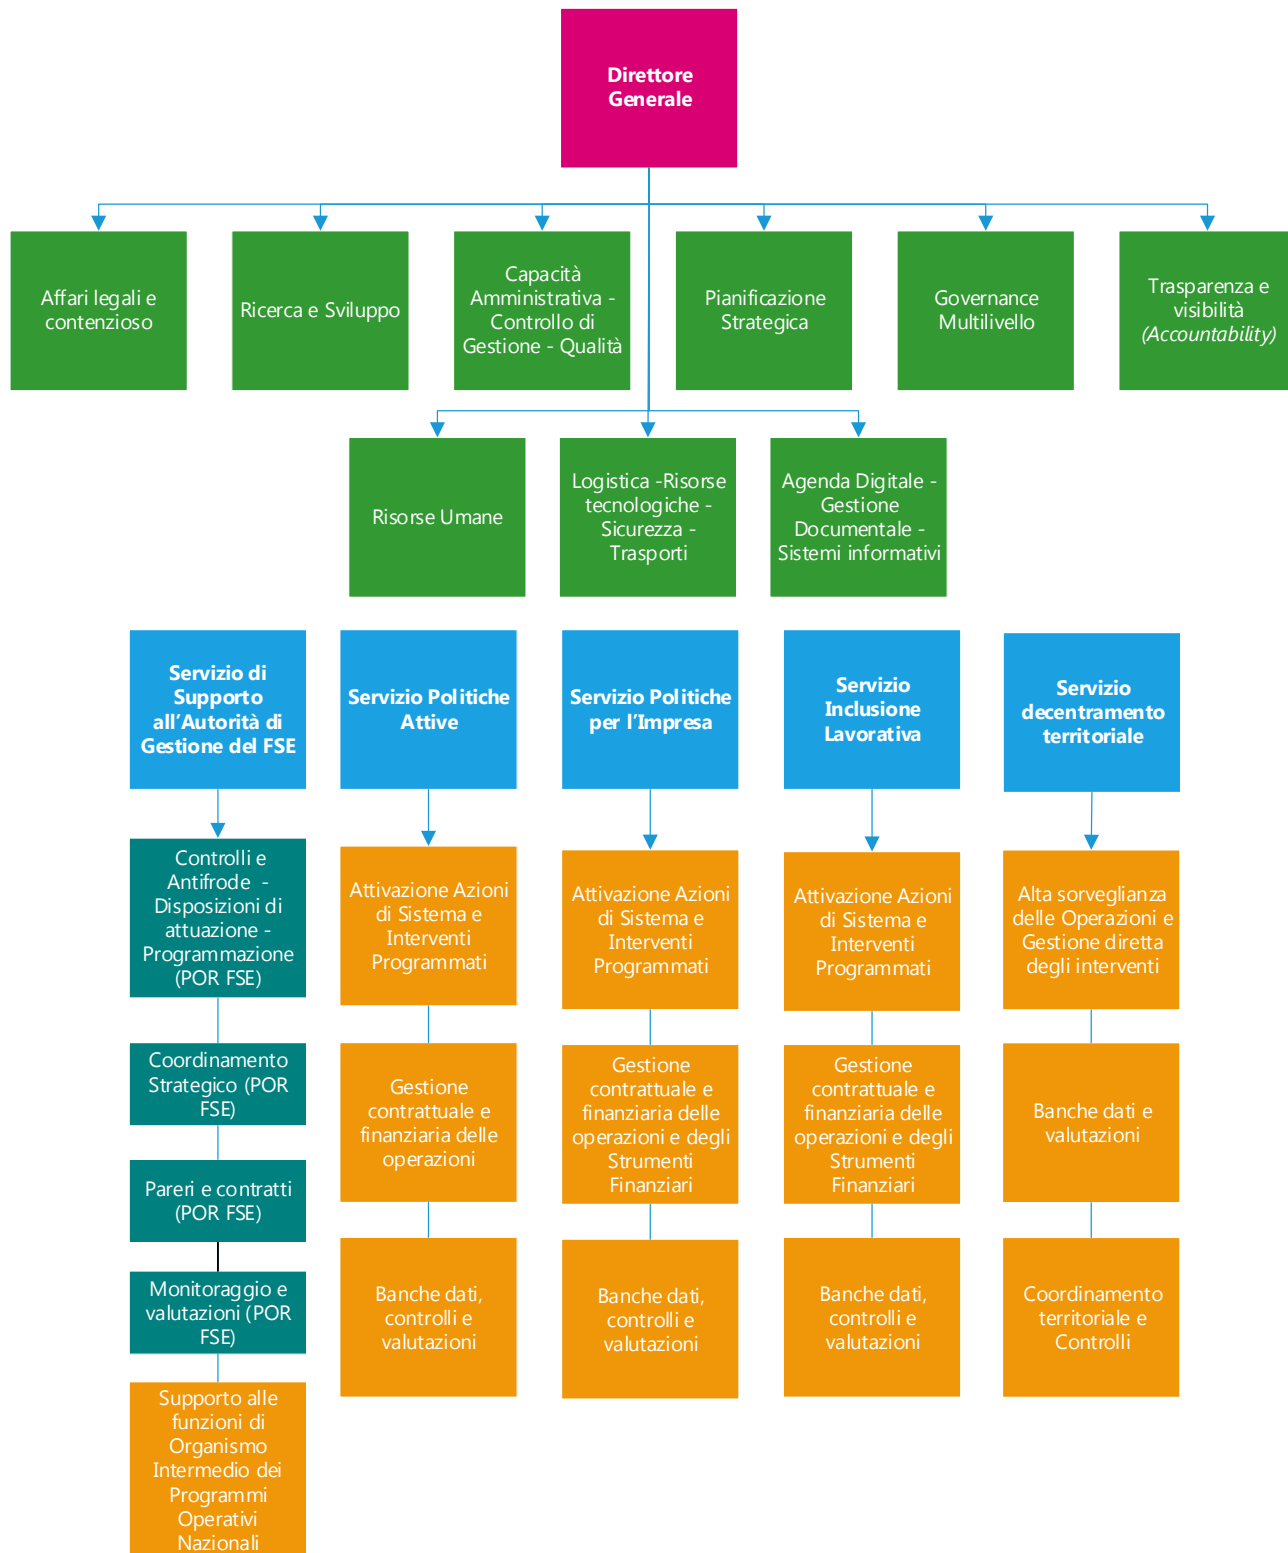 Direttore
Generale
Affari legali e
contenzioso
Ricerca e Sviluppo
Capacità
Amministrativa -
Controllo di
Gestione - Qualità
Pianificazione
Strategica
Governance
Multilivello
Trasparenza e
visibilità
(Accountability)
Risorse Umane
Logistica -Risorse
tecnologiche -
Sicurezza -
Trasporti
Agenda Digitale -
Gestione
Documentale -
Sistemi informativi
Servizio di
Supporto
all'Autorità di
Gestione del FSE
Servizio Politiche
Attive
Servizio Politiche
per l'Impresa
Servizio
Inclusione
Lavorativa
Servizio
decentramento
territoriale
Controlli e
Antifrode -
Disposizioni di
attuazione -
Programmazione
(POR FSE)
Attivazione Azioni
di Sistema e
Interventi
Programmati
Attivazione Azioni
di Sistema e
Interventi
Programmati
Attivazione Azioni
di Sistema e
Interventi
Programmati
Alta sorveglianza
delle Operazioni e
Gestione diretta
degli interventi
Coordinamento
Strategico (POR
FSE)
Gestione
contrattuale e
finanziaria delle
operazioni
Gestione
contrattuale e
finanziaria delle
operazioni e degli
Strumenti
Finanziari
Gestione
contrattuale e
finanziaria delle
operazioni e degli
Strumenti
Finanziari
Banche dati e
valutazioni
Pareri e contratti
(POR FSE)
Monitoraggio e
valutazioni (POR
FSE)
Banche dati,
controlli e
valutazioni
Banche dati,
controlli e
valutazioni
Banche dati,
controlli e
valutazioni
Coordinamento
territoriale e
Controlli
Supporto alle
funzioni di
Organismo
Intermedio dei
Programmi
Operativi
Nazionali